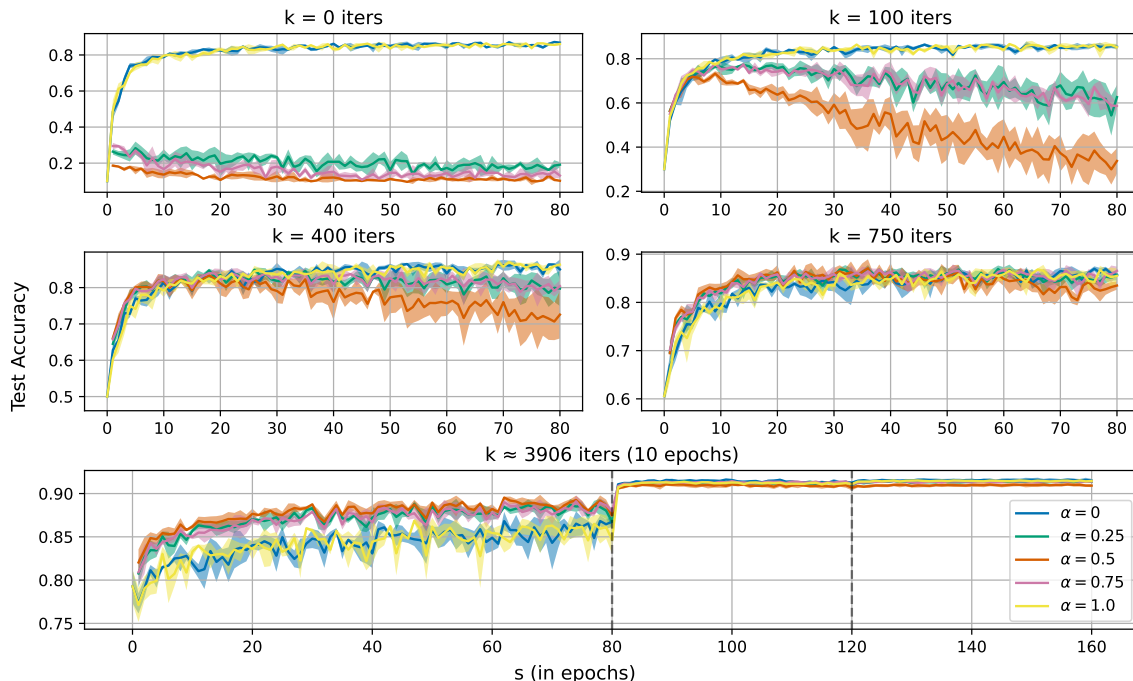 k = 0 iters
k = 100 iters
0.8
0.6
0.4
0.2
0 10 20 30 40 50 60 70 80
0.8
0.6
0.4
0.2
0 10 20 30 40 50 60 70 80
k = 400 iters
k = 750 iters
0.8
0.7
0.6
0.5
0 10 20 30 40 50 60 70 80
0.9
0.8
0.7
0.6
0 10 20 30 40 50 60 70 80
Test Accuracy
k ≈ 3906 iters (10 epochs)
0.90
0.85
0.80
0.75
α = 0
α = 0.25
α = 0.5
α = 0.75
α = 1.0
0 20 40 60 80 100 120 140 160
s (in epochs)